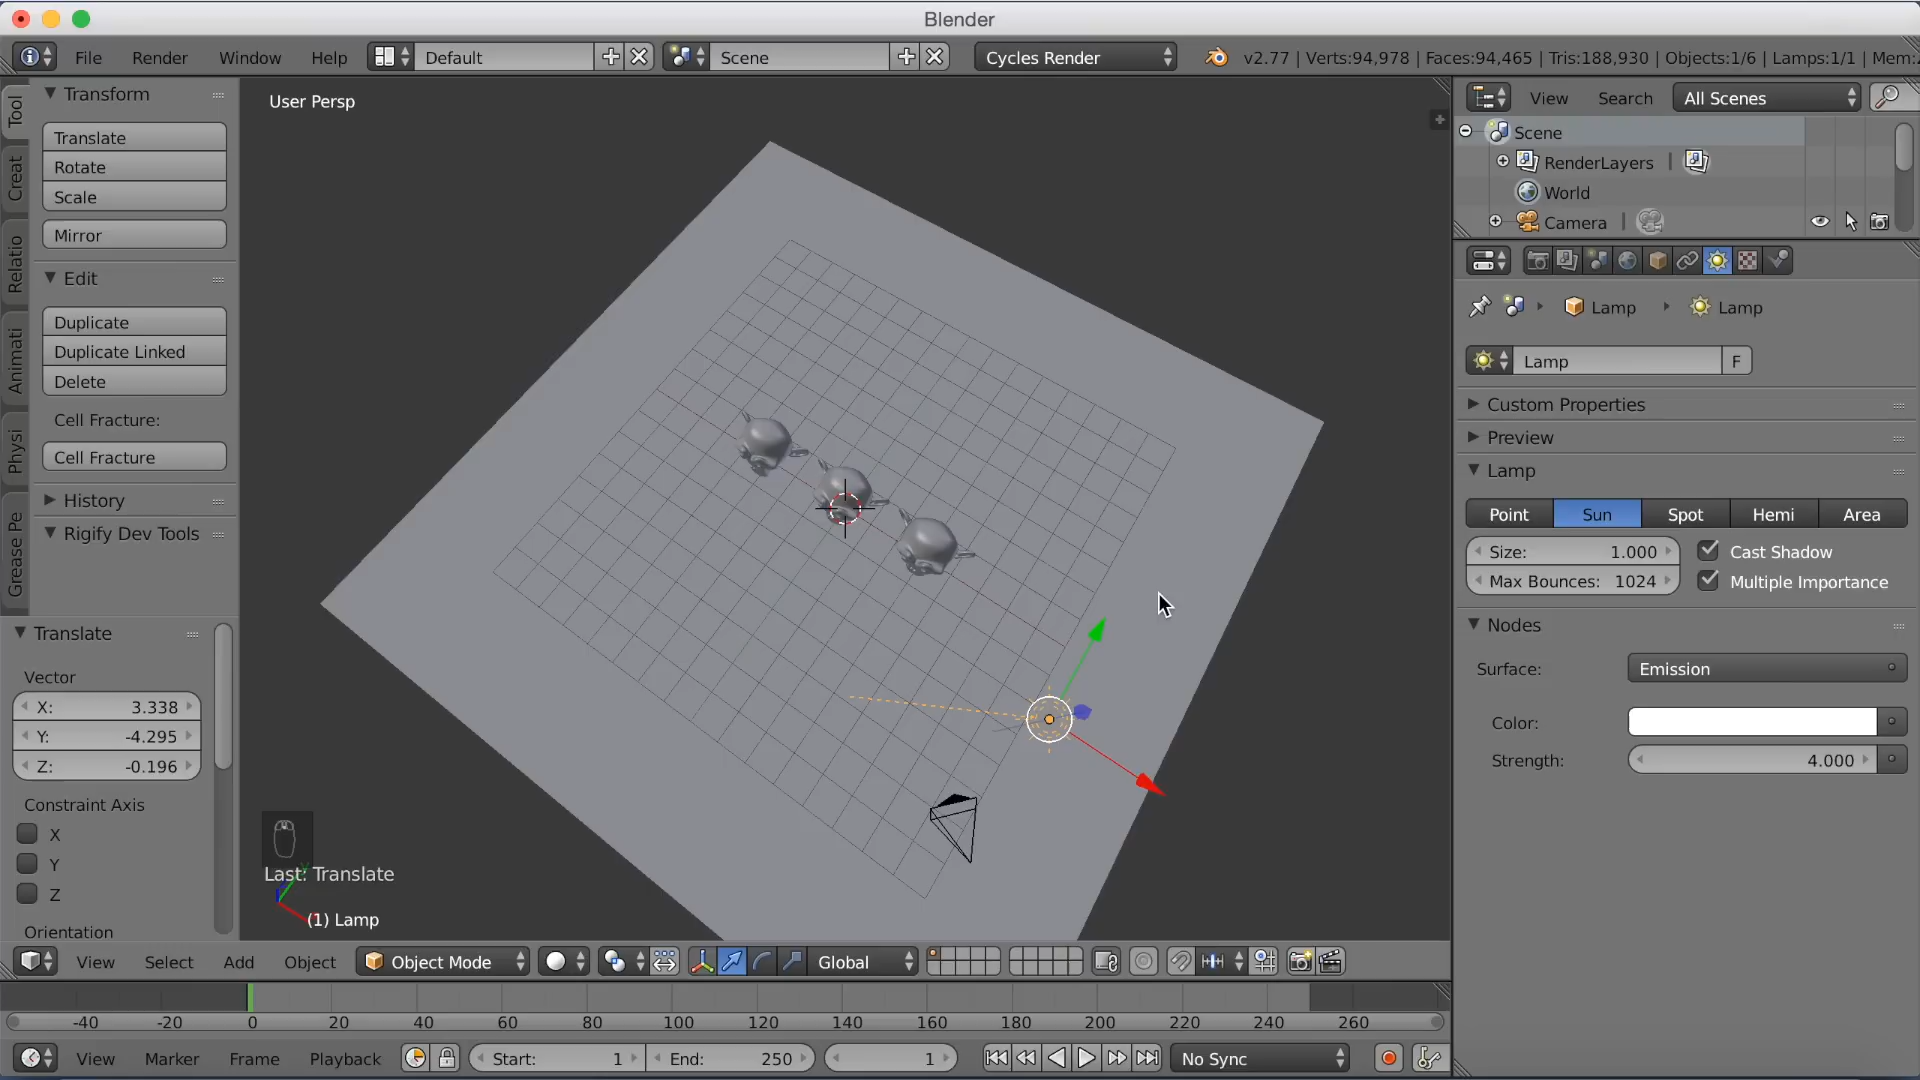 Blender
File Render Window Help Default Scene Cycles Render v2.77 | Verts:94,978 | Faces:94,465 | Tris:188,930 | Objects:1/6 | Lamps:1/1 | Mem:
Tool
Creat
Relatio
Animati
Physi
Grease Pe
Transform
Translate
Rotate
Scale
Mirror
Edit
Duplicate
Duplicate Linked
Delete
Cell Fracture:
Cell Fracture
History
Rigify Dev Tools
Translate
Vector
X: 3.338
Y: -4.295
Z: -0.196
Constraint Axis
X
Y
Z
Orientation
User Persp
Last: Translate
(1) Lamp
View Select Add Object Object Mode Global
-40 -20 0 20 40 60 80 100 120 140 160 180 200 220 240 260
View Marker Frame Playback Start: 1 End: 250 1 No Sync
View Search All Scenes
Scene
RenderLayers |
World
Camera |
Lamp Lamp
Lamp F
Custom Properties
Preview
Lamp
Point Sun Spot Hemi Area
Size: 1.000 Cast Shadow
Max Bounces: 1024 Multiple Importance
Nodes
Surface: Emission
Color:
Strength: 4.000